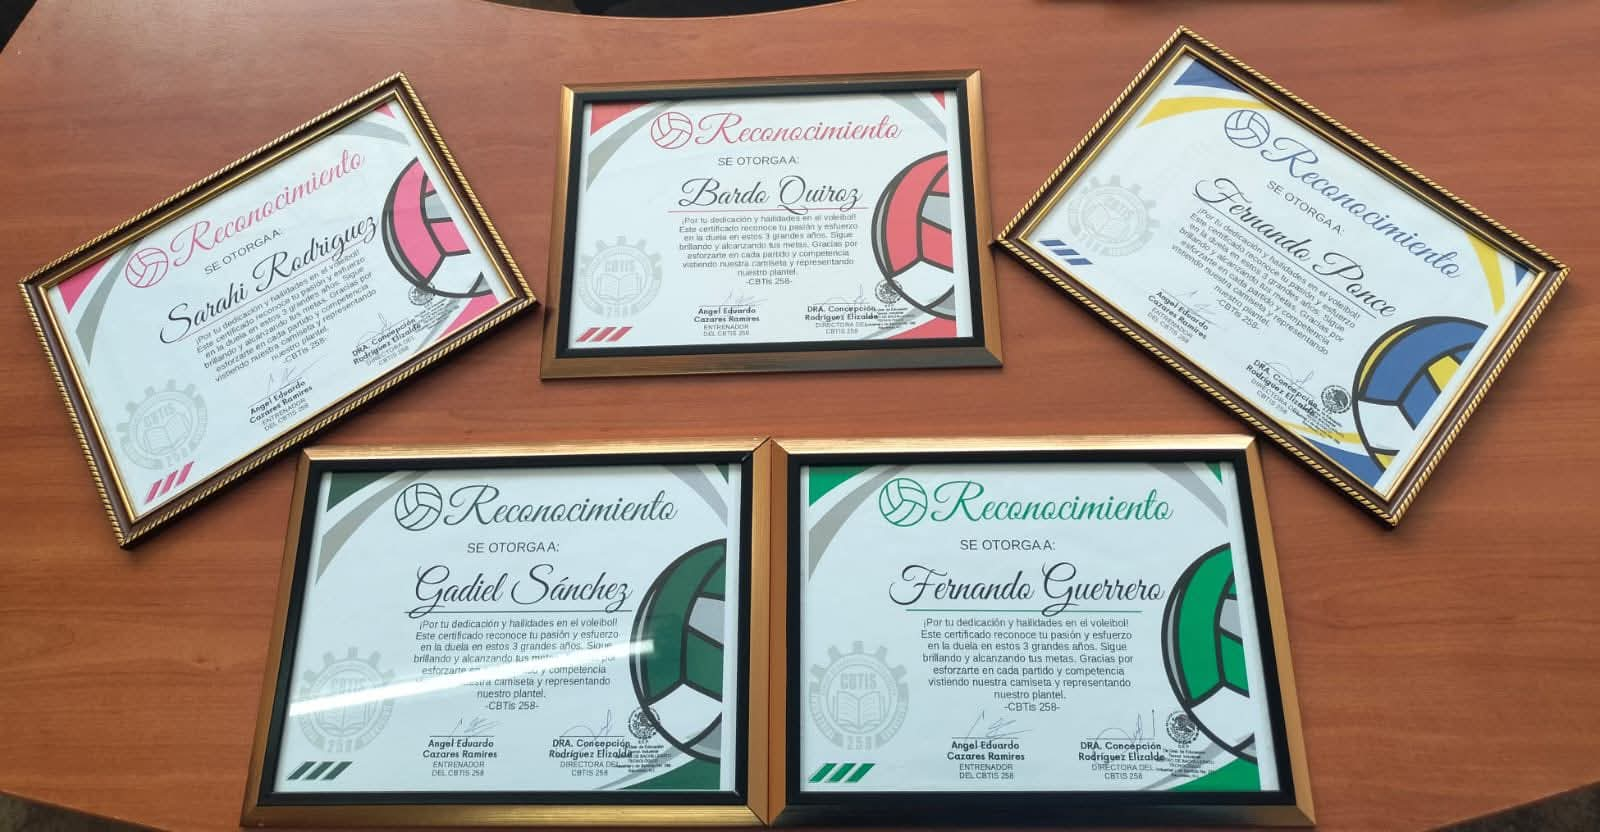 Reconocimiento
SE OTORGA A:
Sarahi Rodriguez
¡Por tu dedicación y hailidades en el voleibol!
Este certificado reconoce tu pasión y esfuerzo
en la duela en estos 3 grandes años. Sigue
brillando y alcanzando tus metas. Gracias por
esforzarte en cada partido y competencia
vistiendo nuestra camiseta y representando
nuestro plantel.
-CBTis 258-
Angel Eduardo
Cazares Ramires
ENTRENADOR
DEL CBTIS 258
DRA. Concepción
Rodríguez Elizalde
DIRECTORA DEL
CBTIS 258
CBTIS
258
Reconocimiento
SE OTORGA A:
Bardo Quiroz
¡Por tu dedicación y hailidades en el voleibol!
Este certificado reconoce tu pasión y esfuerzo
en la duela en estos 3 grandes años. Sigue
brillando y alcanzando tus metas. Gracias por
esforzarte en cada partido y competencia
vistiendo nuestra camiseta y representando
nuestro plantel.
-CBTis 258-
Angel Eduardo
Cazares Ramires
ENTRENADOR
DEL CBTIS 258
DRA. Concepción
Rodríguez Elizalde
DIRECTORA DEL
CBTIS 258
CBTIS
258
Reconocimiento
SE OTORGA A:
Fernando Ponce
¡Por tu dedicación y hailidades en el voleibol!
Este certificado reconoce tu pasión y esfuerzo
en la duela en estos 3 grandes años. Sigue
brillando y alcanzando tus metas. Gracias por
esforzarte en cada partido y competencia
vistiendo nuestra camiseta y representando
nuestro plantel.
-CBTis 258-
Angel Eduardo
Cazares Ramires
ENTRENADOR
DEL CBTIS 258
DRA. Concepción
Rodríguez Elizalde
DIRECTORA DEL
CBTIS 258
Reconocimiento
SE OTORGA A:
Gadiel Sánchez
¡Por tu dedicación y hailidades en el voleibol!
Este certificado reconoce tu pasión y esfuerzo
en la duela en estos 3 grandes años. Sigue
brillando y alcanzando tus metas. por
esforzarte en competencia
nuestra camiseta y representando
nuestro plantel.
-CBTis 258-
Angel Eduardo
Cazares Ramires
ENTRENADOR
DEL CBTIS 258
DRA. Concepción
Rodríguez Elizalde
DIRECTORA DEL
CBTIS 258
CBTIS
258
Reconocimiento
SE OTORGA A:
Fernando Guerrero
¡Por tu dedicación y hailidades en el voleibol!
Este certificado reconoce tu pasión y esfuerzo
en la duela en estos 3 grandes años. Sigue
brillando y alcanzando tus metas. Gracias por
esforzarte en cada partido y competencia
vistiendo nuestra camiseta y representando
nuestro plantel.
-CBTis 258-
Angel Eduardo
Cazares Ramires
ENTRENADOR
DEL CBTIS 258
DRA. Concepción
Rodríguez Elizalde
DIRECTORA DEL
CBTIS 258
CBTIS
258